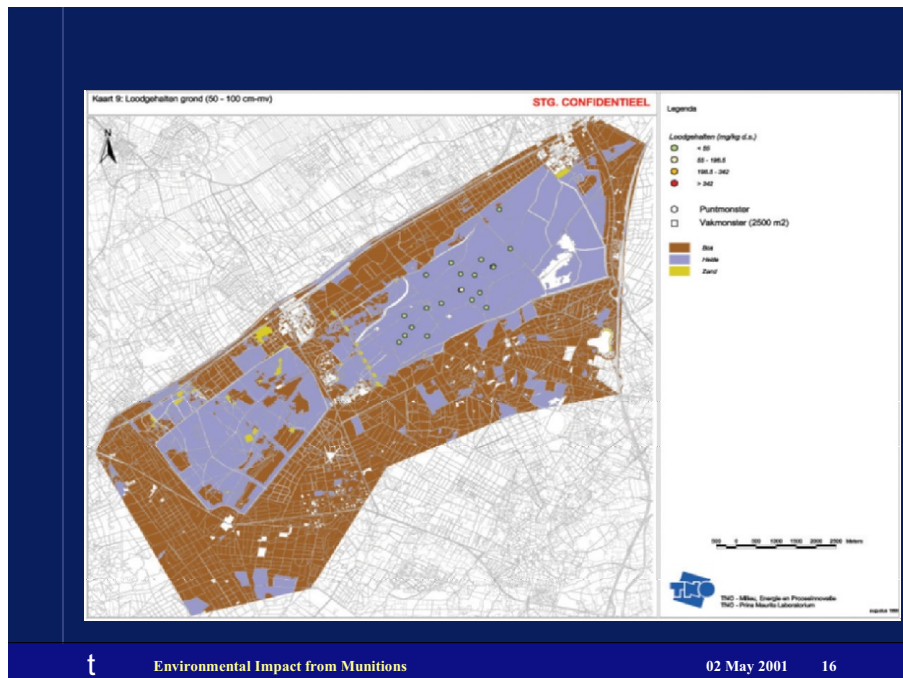 Kaart 9: Loodgehalten grond (50 - 100 cm-mv)
STG. CONFIDENTIEEL
N
Legenda
Loodgehalten (mg/kg d.s.)
< 55
55 - 198.5
198.5 - 342
> 342
Puntmonster
Vakmonster (2500 m2)
Bos
Heide
Zand
500 0 500 1000 1500 2000 2500 Meters
TNO
TNO - Milieu, Energie en Procesinnovatie
TNO - Prins Maurits Laboratorium
augustus
t
Environmental Impact from Munitions
02 May 2001
16